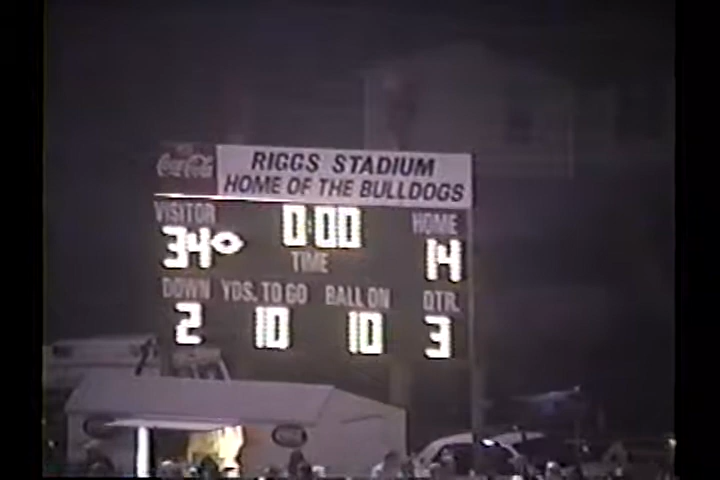 Coca-Cola
RIGGS STADIUM
HOME OF THE BULLDOGS
VISITOR 0:00 HOME
34 TIME 14
DOWN YDS. TO GO BALL ON QTR.
2 10 10 3